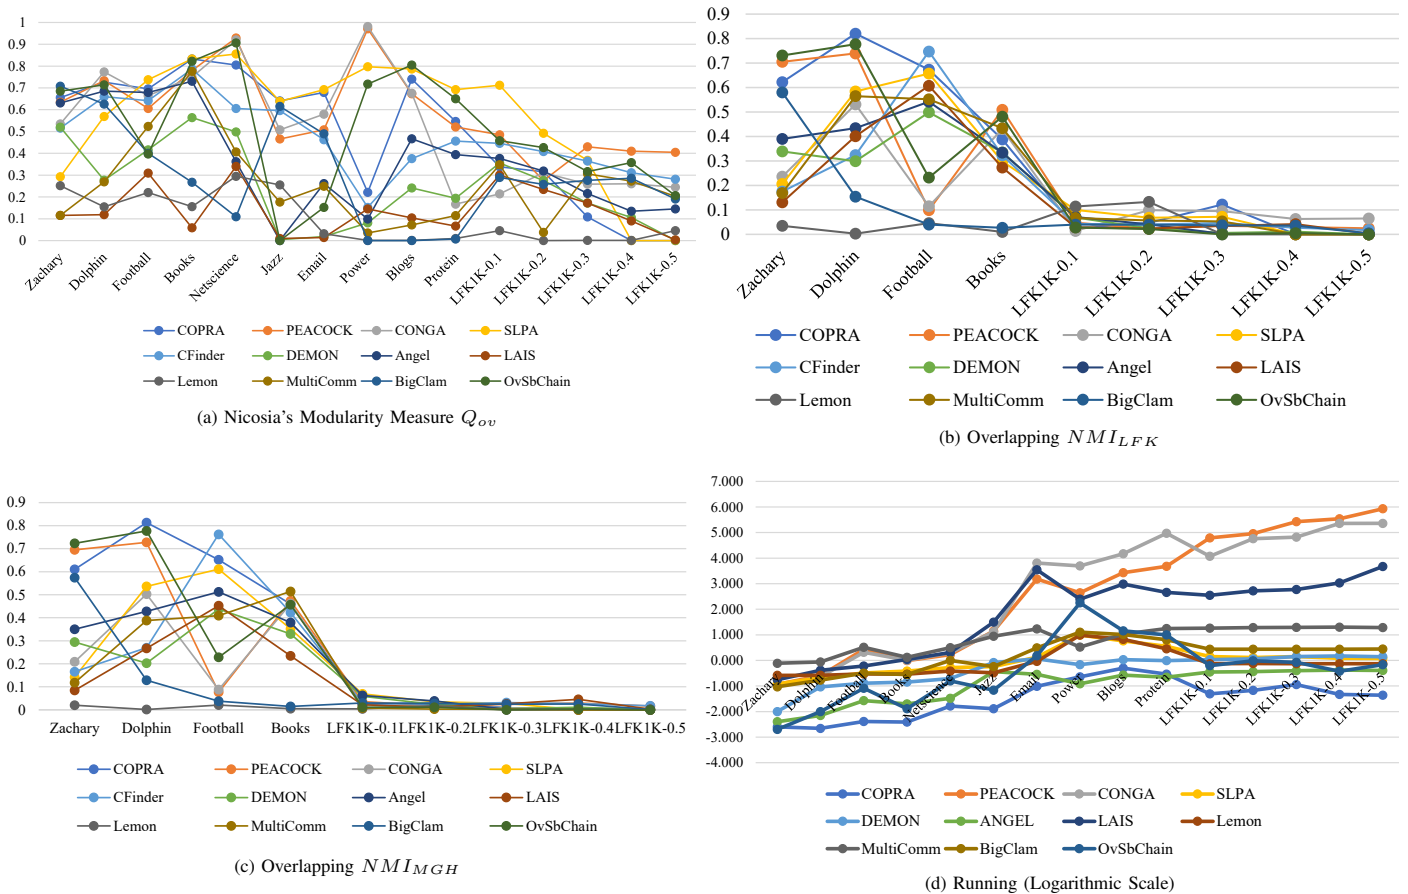 1
0.9
0.8
0.7
0.6
0.5
0.4
0.3
0.2
0.1
0
Zachary
Dolphin
Football
Books
Netscience
Jazz
Email
Power
Blogs
Protein
LFK1K-0.1
LFK1K-0.2
LFK1K-0.3
LFK1K-0.4
LFK1K-0.5
COPRA PEACOCK CONGA SLPA
CFinder DEMON Angel LAIS
Lemon MultiComm BigClam OvSbChain
(a) Nicosia's Modularity Measure Q_{ov}
0.9
0.8
0.7
0.6
0.5
0.4
0.3
0.2
0.1
0
Zachary
Dolphin
Football
Books
LFK1K-0.1
LFK1K-0.2
LFK1K-0.3
LFK1K-0.4
LFK1K-0.5
COPRA PEACOCK CONGA SLPA
CFinder DEMON Angel LAIS
Lemon MultiComm BigClam OvSbChain
(b) Overlapping NMI_{LFK}
0.9
0.8
0.7
0.6
0.5
0.4
0.3
0.2
0.1
0
Zachary Dolphin Football Books LFK1K-0.1 LFK1K-0.2 LFK1K-0.3 LFK1K-0.4 LFK1K-0.5
COPRA PEACOCK CONGA SLPA
CFinder DEMON Angel LAIS
Lemon MultiComm BigClam OvSbChain
(c) Overlapping NMI_{MGH}
7.000
6.000
5.000
4.000
3.000
2.000
1.000
0.000
-1.000
-2.000
-3.000
-4.000
Zachary
Dolphin
Football
Books
Netscience
Jazz
Email
Power
Blogs
Protein
LFK1K-0.1
LFK1K-0.2
LFK1K-0.3
LFK1K-0.4
LFK1K-0.5
COPRA PEACOCK CONGA SLPA
DEMON ANGEL LAIS Lemon
MultiComm BigClam OvSbChain
(d) Running (Logarithmic Scale)